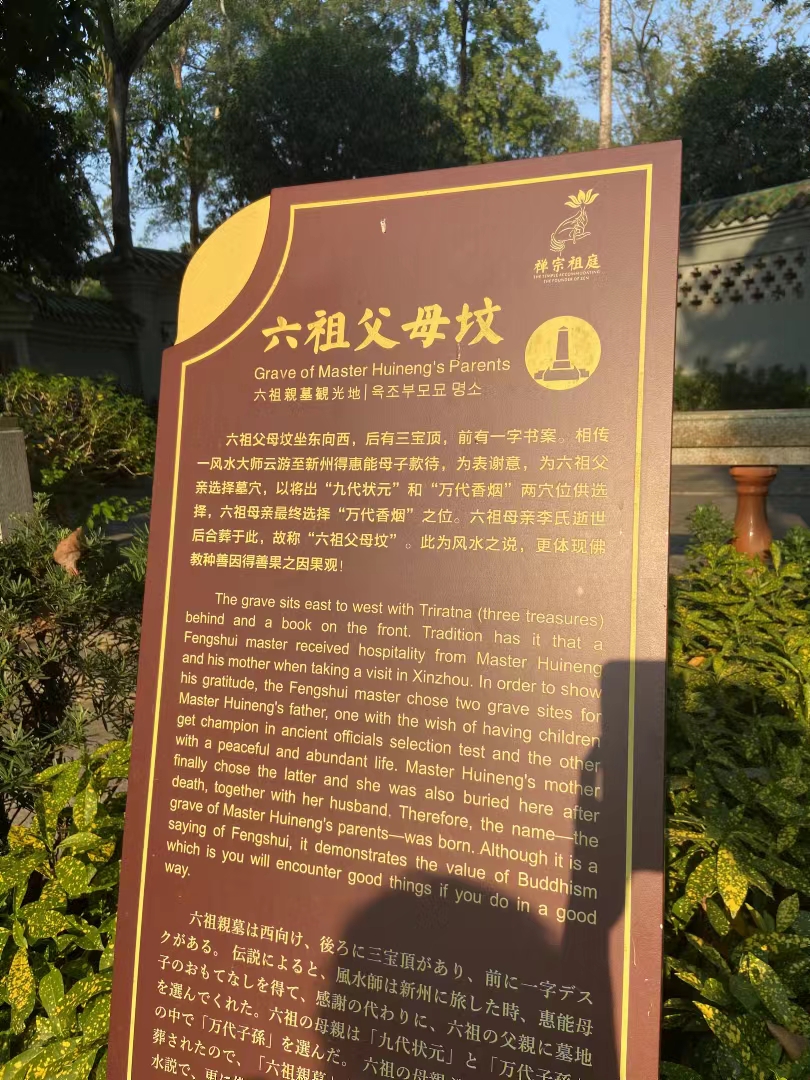 禅宗祖庭
六祖父母坟
Grave of Master Huineng's Parents
六祖親墓観光地|육조부모묘 명소
六祖父母坟坐东向西，后有三宝顶，前有一字书案。相传
一风水大师云游至新州得惠能母子款待，为表谢意，为六祖父
亲选择墓穴，以将出“九代状元”和“万代香烟”两穴位供选
择，六祖母亲最终选择“万代香烟”之位。六祖母亲李氏逝世
后合葬于此，故称“六祖父母坟”。此为风水之说，更体现佛
教种善因得善果之因果观！
The grave sits east to west with Triratna (three treasures)
behind and a book on the front. Tradition has it that a
Fengshui master received hospitality from Master Huineng
and his mother when taking a visit in Xinzhou. In order to show
his gratitude, the Fengshui master chose two grave sites for
Master Huineng's father, one with the wish of having children
get champion in ancient officials selection test and the other
with a peaceful and abundant life. Master Huineng's mother
finally chose the latter and she was also buried here after
death, together with her husband. Therefore, the name—the
grave of Master Huineng's parents—was born. Although it is a
saying of Fengshui, it demonstrates the value of Buddhism
which is you will encounter good things if you do in a good
way.
六祖親墓は西向け、後ろに三宝頂があり、前に一字デス
クがある。伝説によると、風水師は新州に旅した時、惠能母
子のおもてなしを得て、感謝の代わりに、六祖の父親に墓地
を選んでくれた。六祖の母親は「九代状元」と「万代子孫」
の中で「万代子孫」を選んだ。六祖の母親
葬されたので、「六祖親墓
水説で、更に